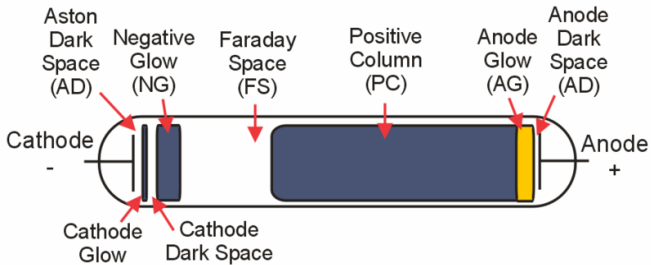 Aston
Dark
Space
(AD)
Negative
Glow
(NG)
Faraday
Space
(FS)
Positive
Column
(PC)
Anode
Glow
(AG)
Anode
Dark
Space
(AD)
Cathode
-
Anode
+
Cathode
Glow
Cathode
Dark Space